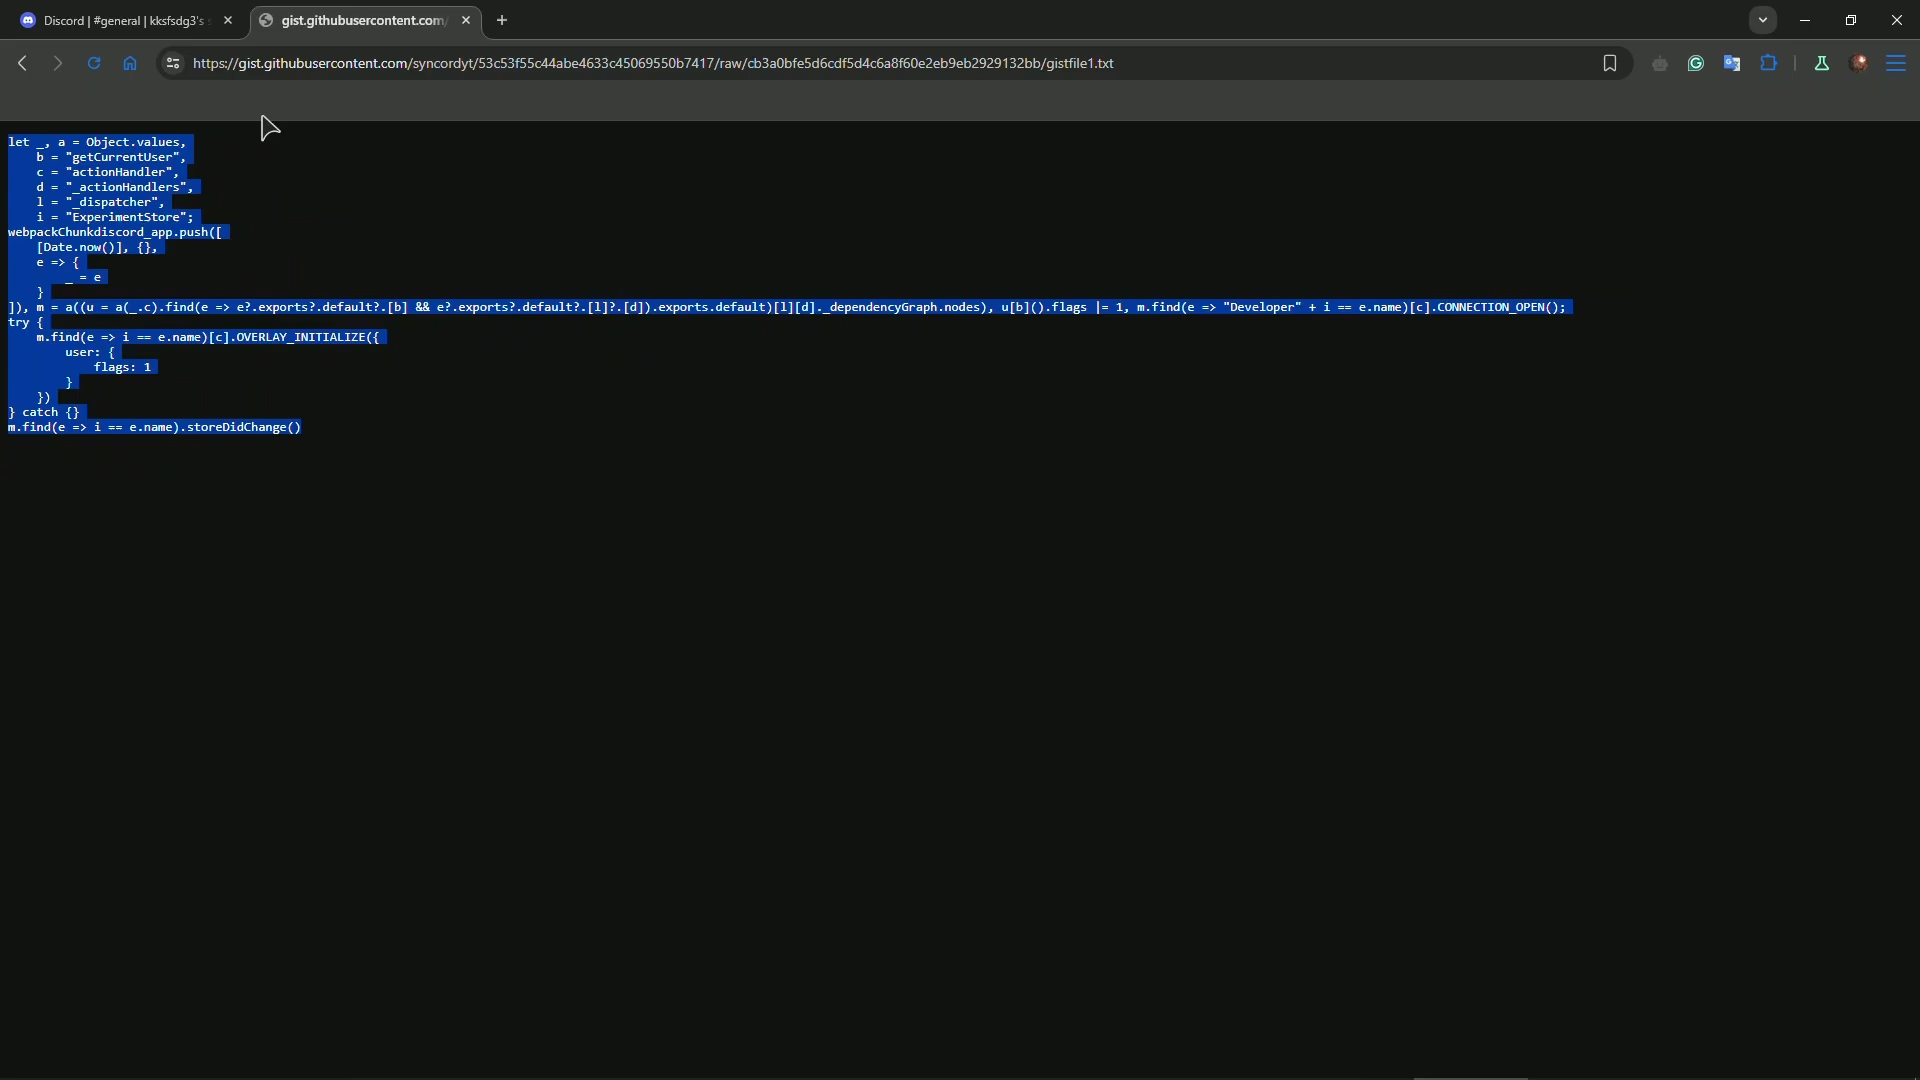 Discord | #general | kksfsdg3's
gist.githubusercontent.com/
https://gist.githubusercontent.com/syncordyt/53c53f55c44abe4633c45069550b7417/raw/cb3a0bfe5d6cdf5d4c6a8f60e2eb9eb2929132bb/gistfile1.txt
let _, a = Object.values,
    b = "getCurrentUser",
    c = "actionHandler",
    d = "_actionHandlers",
    l = "_dispatcher",
    i = "ExperimentStore";
webpackChunkdiscord_app.push([
    [Date.now()], {},
    e => {
        _ = e
    }
]), m = a((u = a(_.c).find(e => e?.exports?.default?.[b] && e?.exports?.default?.[l]?.[d]).exports.default)[l][d]._dependencyGraph.nodes), u[b]().flags |= 1, m.find(e => "Developer" + i == e.name)[c].CONNECTION_OPEN();
try {
    m.find(e => i == e.name)[c].OVERLAY_INITIALIZE({
        user: {
            flags: 1
        }
    })
} catch {}
m.find(e => i == e.name).storeDidChange()